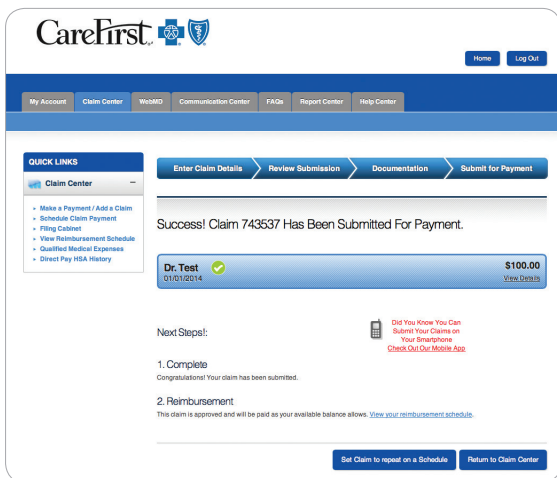 CareFirst
Home Log Out
My Account Claim Center WebMD Communication Center FAQs Report Center Help Center
QUICK LINKS
Claim Center
Make a Payment / Add a Claim
Schedule Claim Payment
Filing Cabinet
View Reimbursement Schedule
Qualified Medical Expenses
Direct Pay HSA History
Enter Claim Details Review Submission Documentation Submit for Payment
Success! Claim 743537 Has Been Submitted For Payment.
Dr. Test $100.00
01/01/2014 View Details
Next Steps!:
Did You Know You Can
Submit Your Claims on
Your Smartphone
Check Out Our Mobile App
1. Complete
Congratulations! Your claim has been submitted.
2. Reimbursement
This claim is approved and will be paid as your available balance allows. View your reimbursement schedule.
Set Claim to repeat on a Schedule Return to Claim Center